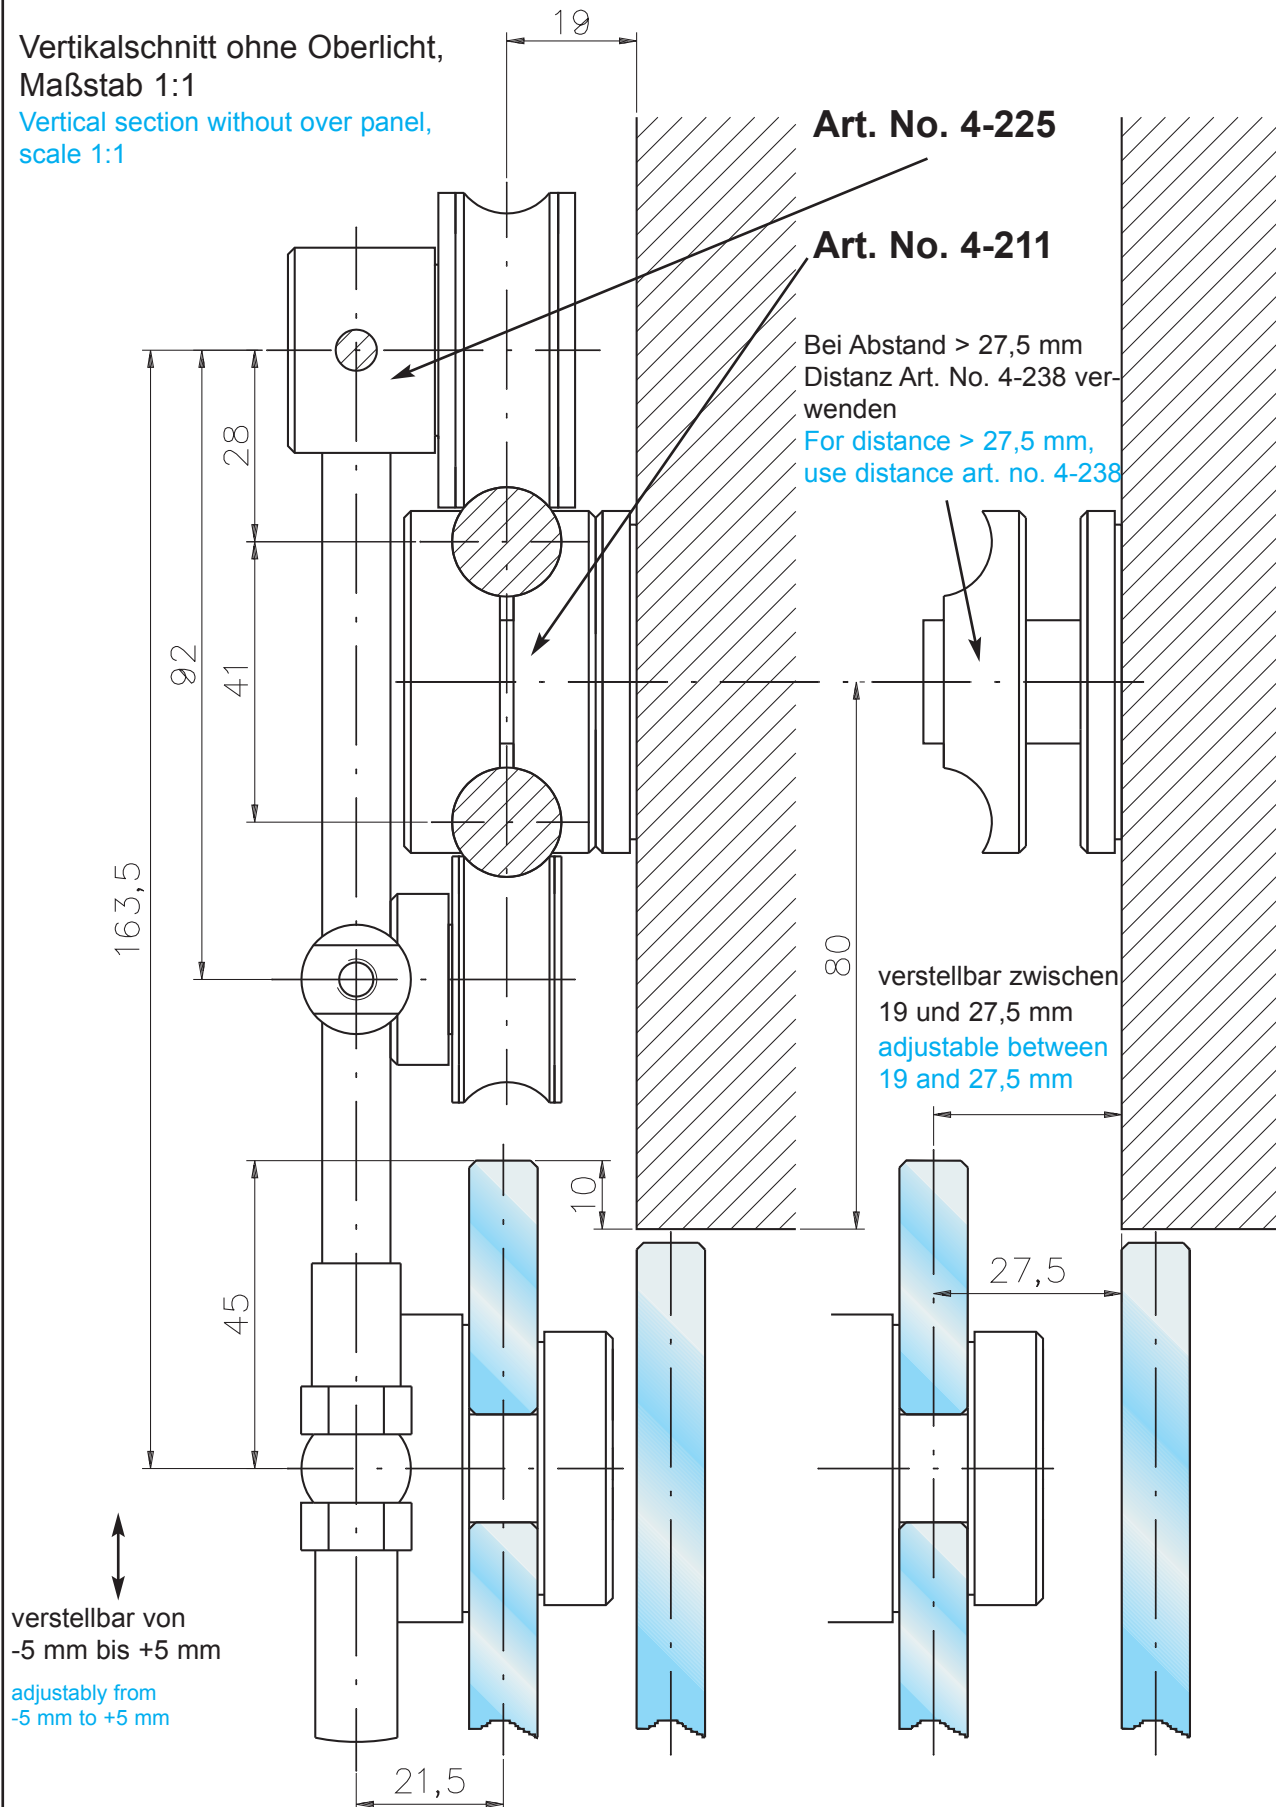 19
Vertikalschnitt ohne Oberlicht,
Maßstab 1:1
Vertical section without over panel,
scale 1:1
Art. No. 4-225
Art. No. 4-211
Bei Abstand > 27,5 mm
Distanz Art. No. 4-238 ver-
wenden
For distance > 27,5 mm,
use distance art. no. 4-238
28
92
41
163,5
80
verstellbar zwischen
19 und 27,5 mm
adjustable between
19 and 27,5 mm
10
45
27,5
verstellbar von
-5 mm bis +5 mm
adjustably from
-5 mm to +5 mm
21,5